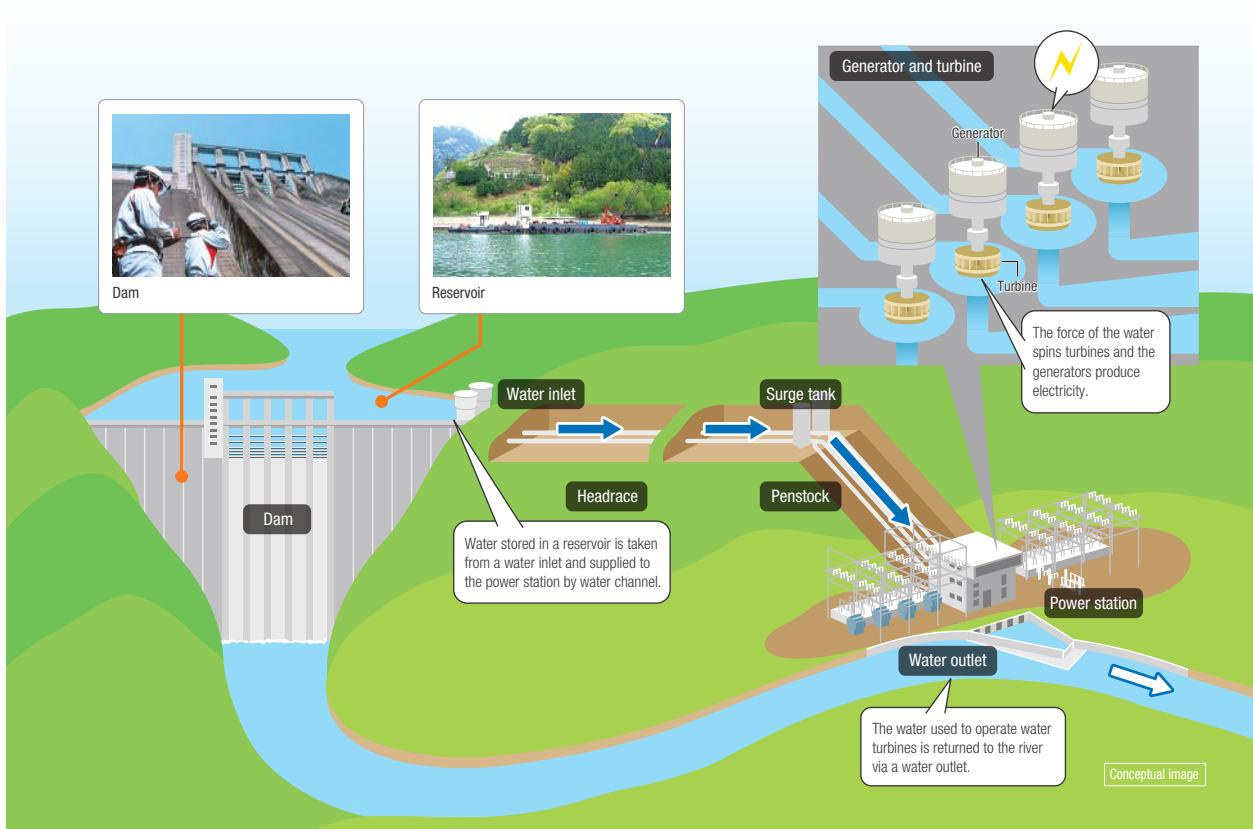 Generator and turbine
Generator
Turbine
The force of the water
spins turbines and the
generators produce
electricity.
Dam
Reservoir
Water inlet
Surge tank
Headrace
Penstock
Dam
Water stored in a reservoir is taken
from a water inlet and supplied to
the power station by water channel.
Power station
Water outlet
The water used to operate water
turbines is returned to the river
via a water outlet.
Conceptual image